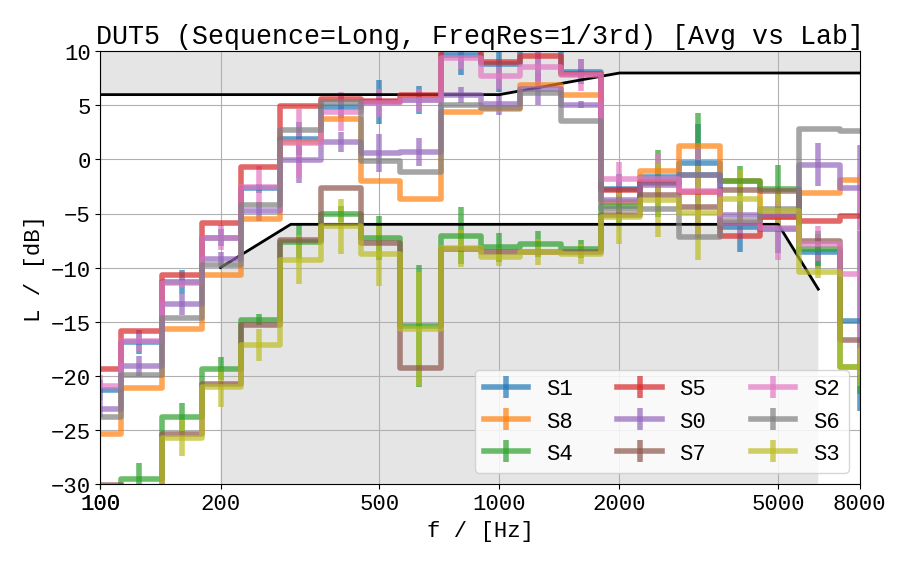 DUT5 (Sequence=Long, FreqRes=1/3rd) [Avg vs Lab]
10
5
0
−5
−10
−15
−20
−25
−30
L / [dB]
S1 S5 S2
S8 S0 S6
S4 S7 S3
100 200 500 1000 2000 5000 8000
f / [Hz]